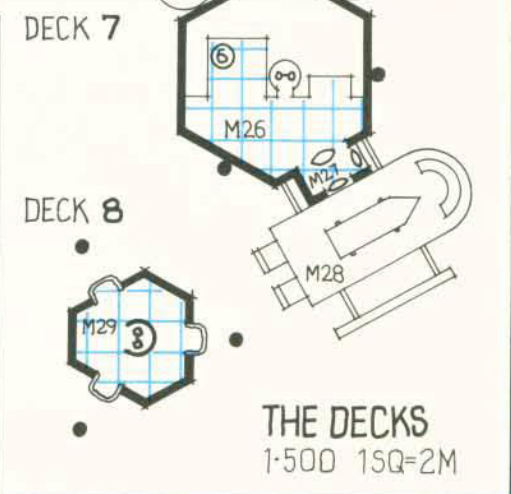 DECK 7
6
M26
M27
DECK 8
M28
M29
THE DECKS
1·500 1SQ=2M